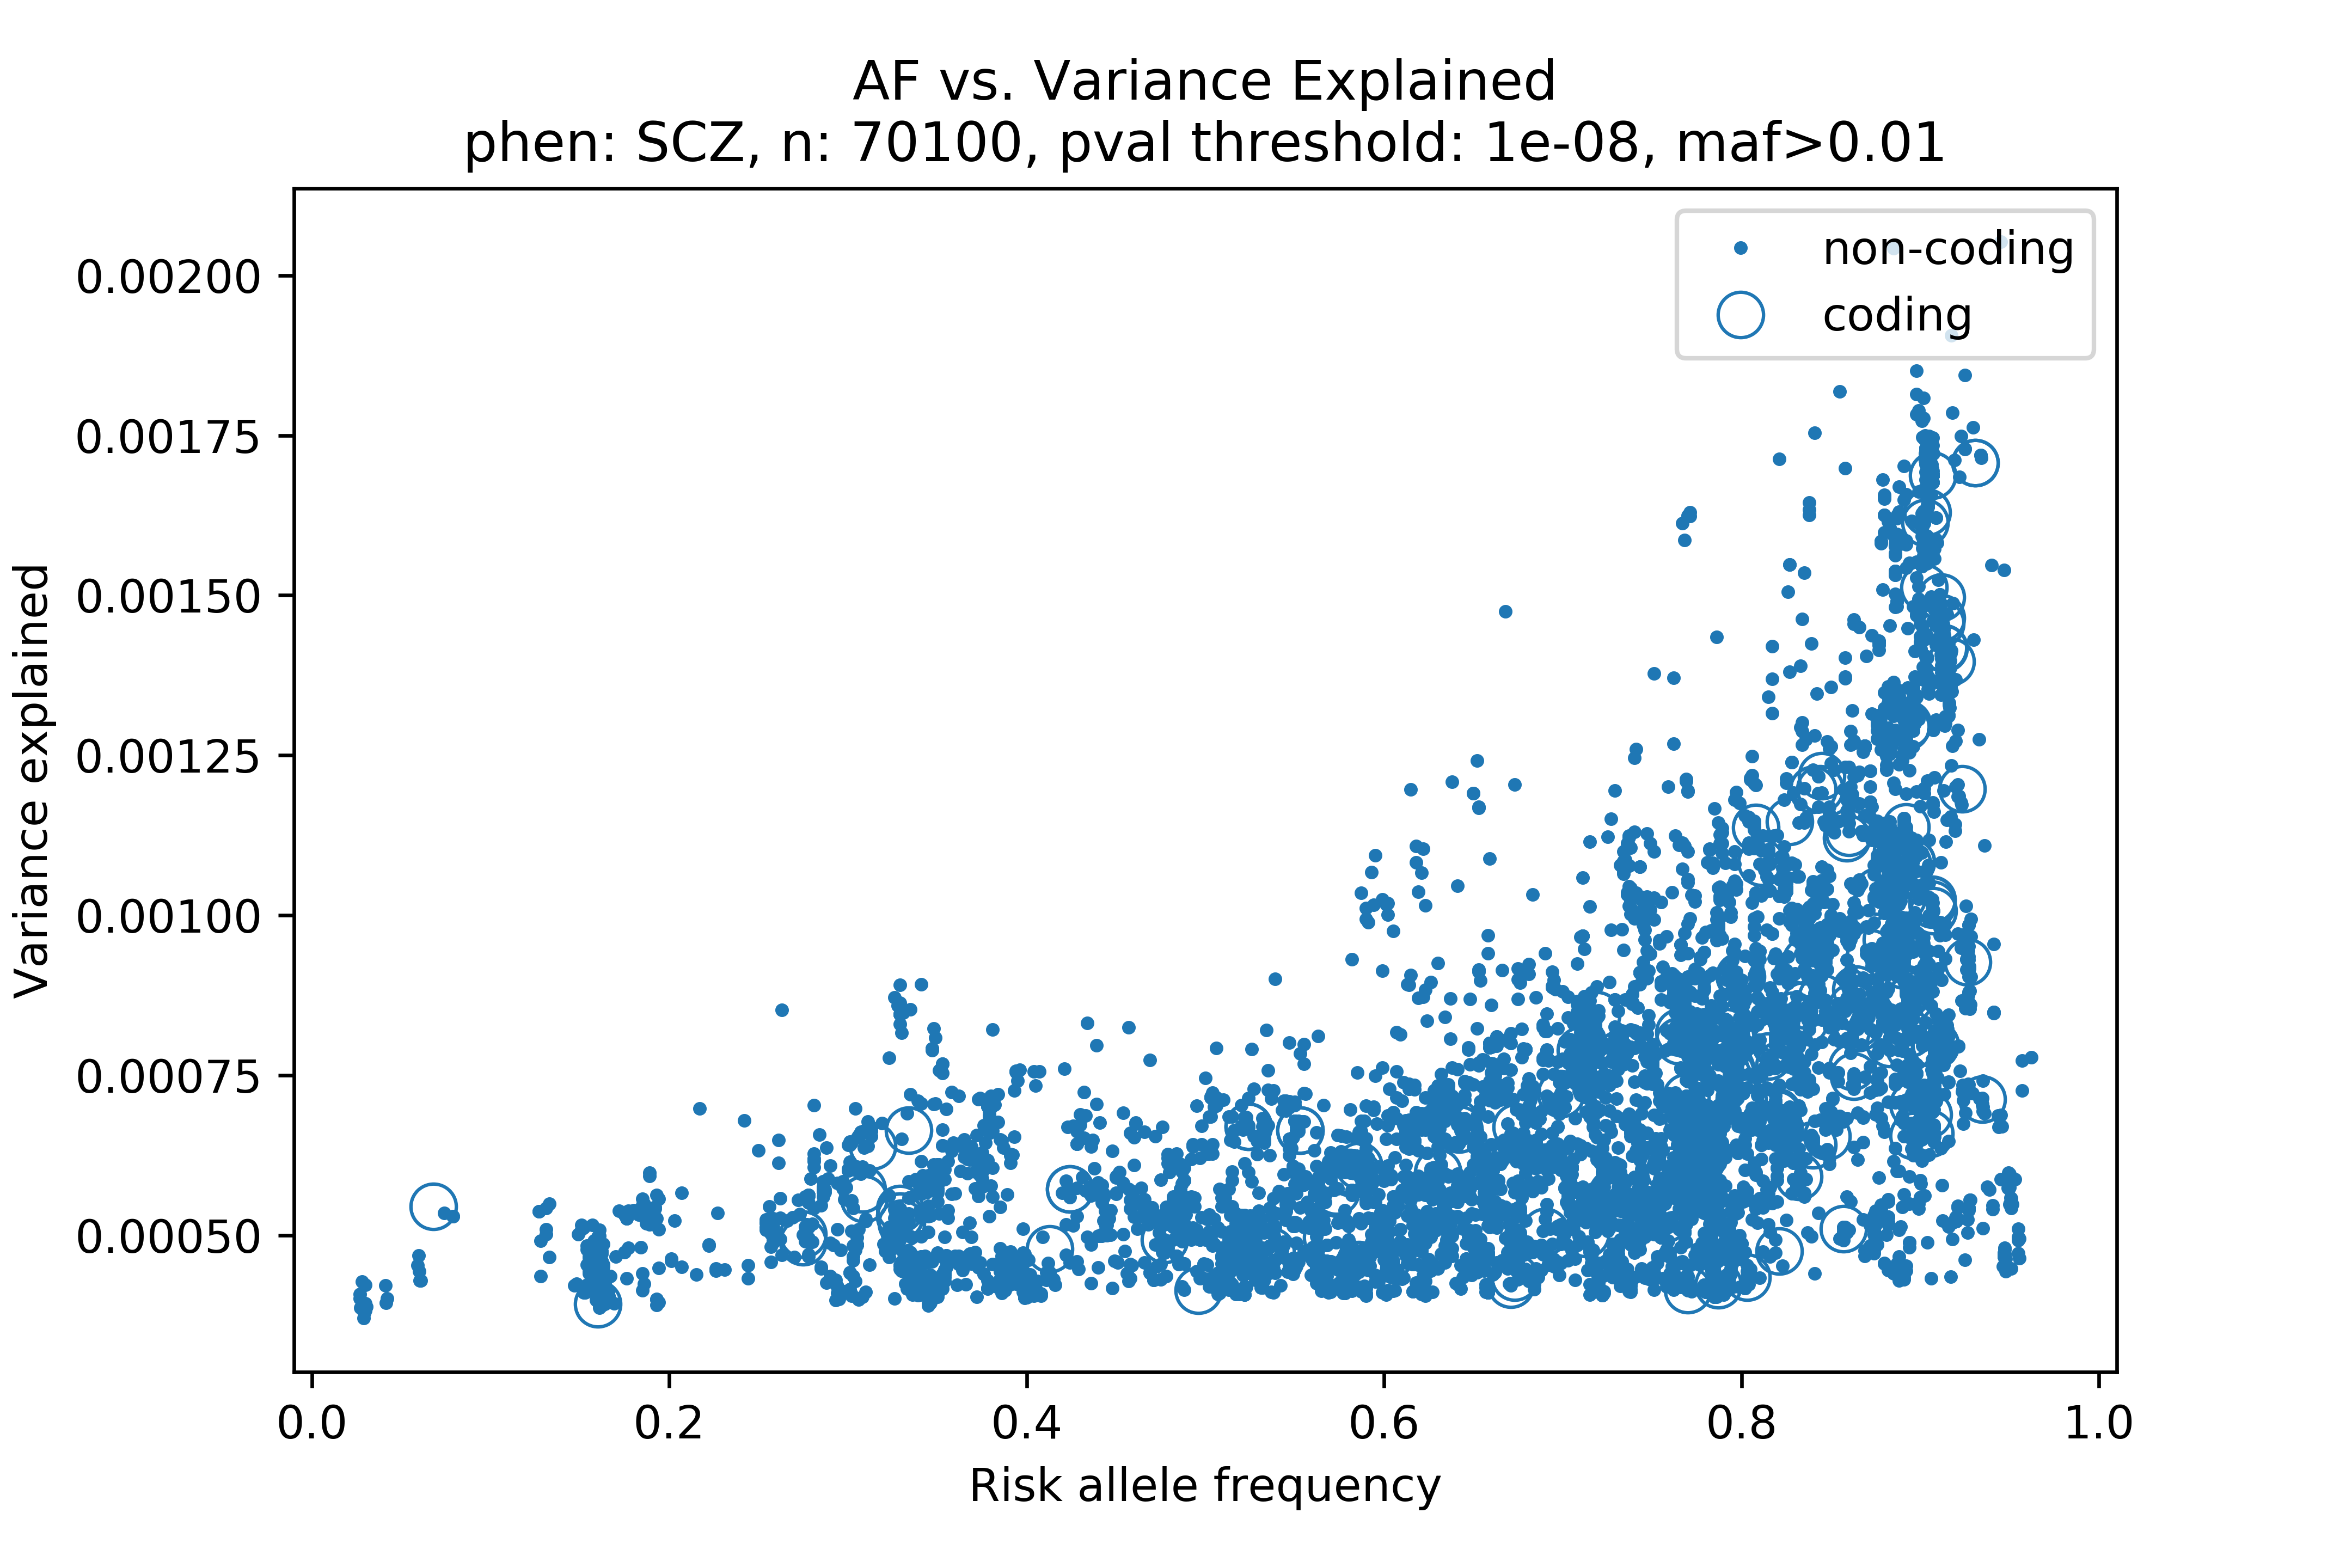 AF vs. Variance Explained
phen: SCZ, n: 70100, pval threshold: 1e-08, maf>0.01
non-coding
coding
Variance explained
0.00200
0.00175
0.00150
0.00125
0.00100
0.00075
0.00050
0.0 0.2 0.4 0.6 0.8 1.0
Risk allele frequency